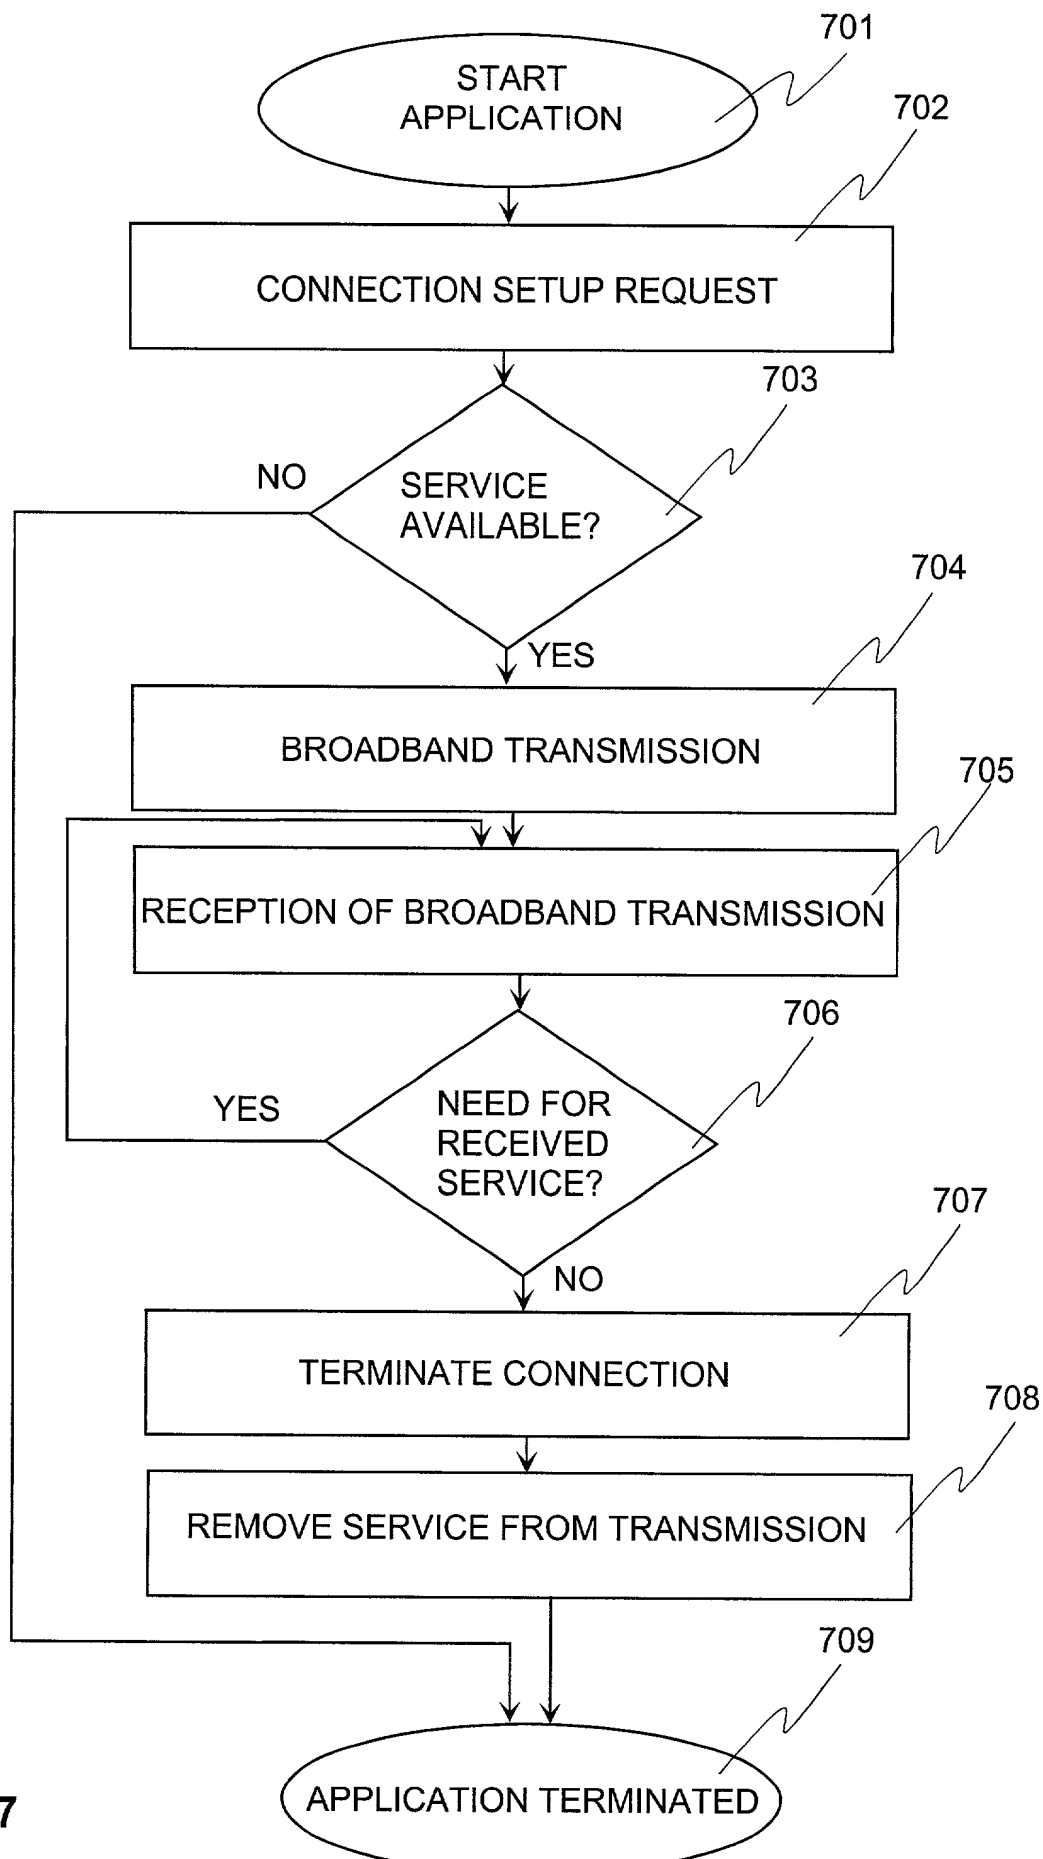 701
START
APPLICATION
702
CONNECTION SETUP REQUEST
703
NO
SERVICE
AVAILABLE?
704
YES
BROADBAND TRANSMISSION
705
RECEPTION OF BROADBAND TRANSMISSION
706
YES
NEED FOR
RECEIVED
SERVICE?
707
NO
TERMINATE CONNECTION
708
REMOVE SERVICE FROM TRANSMISSION
709
APPLICATION TERMINATED
7